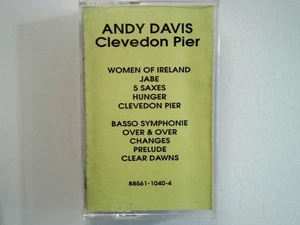 ANDY DAVIS
Clevedon Pier
WOMEN OF IRELAND
JABE
5 SAXES
HUNGER
CLEVEDON PIER
BASSO SYMPHONIE
OVER & OVER
CHANGES
PRELUDE
CLEAR DAWNS
88561-1040-4